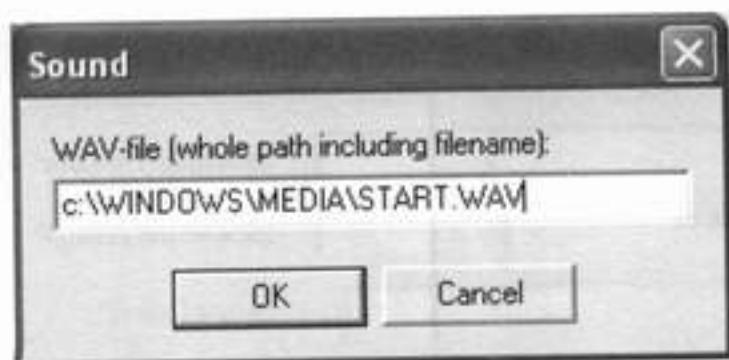 Sound
WAV-file (whole path including filename):
c:\WINDOWS\MEDIA\START.WAV
OK Cancel